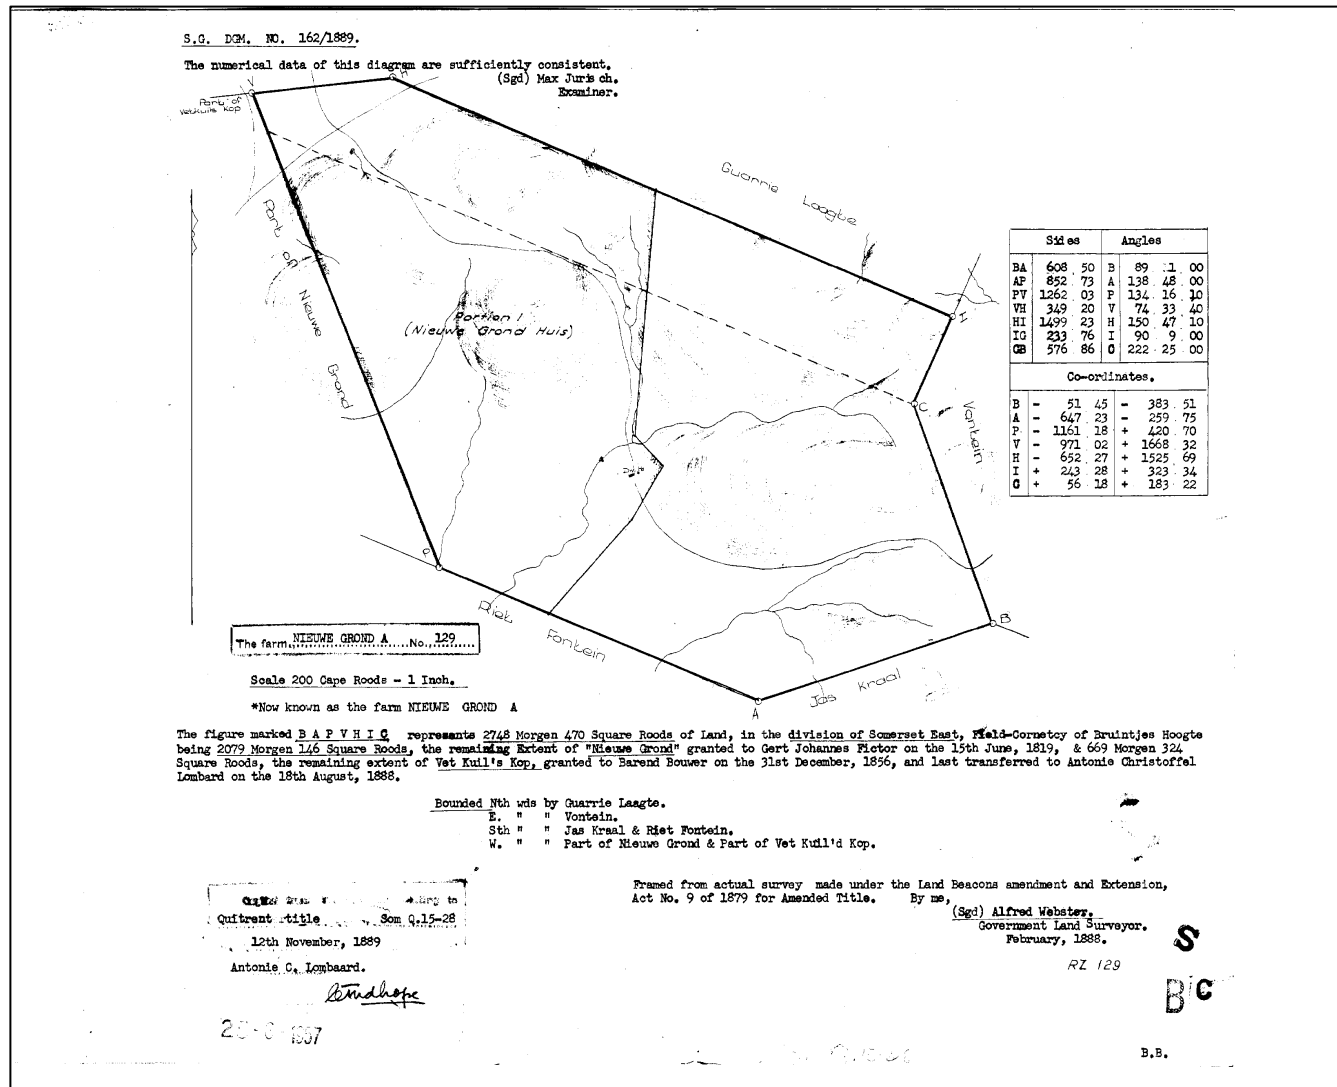 S.G. DGM. NO. 162/1889.
The numerical data of this diagram are sufficiently consistent.
(Sgd) Max Jurisch.
Examiner.
V
H
Part of
Vetkuils Kop
Guarrie Laagte
Part of Nieuwe Grond
Portion 1
(Nieuwe Grond Huis)
I
C
Vontein
P
Riet Fontein
B
Jas Kraal
A
Sides Angles
BA 608 . 50 B 89 . 00
AP 852 . 73 A 138 . 48 . 00
PV 1262 . 03 P 134 . 16 . 10
VH 349 . 20 V 74 . 33 . 40
HI 1499 . 23 H 150 . 47 . 10
IG 233 . 76 I 90 . 9 . 00
GB 576 . 86 C 222 . 25 . 00
Co-ordinates.
B - 51 . 45 - 383 . 51
A - 647 . 23 - 259 . 75
P - 1161 . 18 + 420 . 70
V - 971 . 02 + 1668 . 32
H - 652 . 27 + 1525 . 69
I + 243 . 28 + 323 . 34
C + 56 . 18 + 183 . 22
The farm NIEUWE GROND A No. 129
Scale 200 Cape Roods - 1 Inch.
*Now known as the farm NIEUWE GROND A
The figure marked B A P V H I C represents 2748 Morgen 470 Square Roods of Land, in the division of Somerset East, Field-Cornetcy of Bruintjes Hoogte
being 2079 Morgen 146 Square Roods, the remaining Extent of "Nieuwe Grond" granted to Gert Johannes Fictor on the 15th June, 1819, & 669 Morgen 324
Square Roods, the remaining extent of Vet Kuil's Kop, granted to Barend Bouwer on the 31st December, 1856, and last transferred to Antonie Christoffel
Lombard on the 18th August, 1888.
Bounded Nth wds by Guarrie Laagte.
E. " " Vontein.
Sth " " Jas Kraal & Riet Fontein.
W. " " Part of Nieuwe Grond & Part of Vet Kuil'd Kop.
Framed from actual survey made under the Land Beacons amendment and Extension,
Act No. 9 of 1879 for Amended Title. By me,
(Sgd) Alfred Webster.
Government Land Surveyor.
February, 1888.
to
Quitrent title Som Q.15-28
12th November, 1889
Antonie C. Lombaard.
RZ 129
S
B C
B.B.